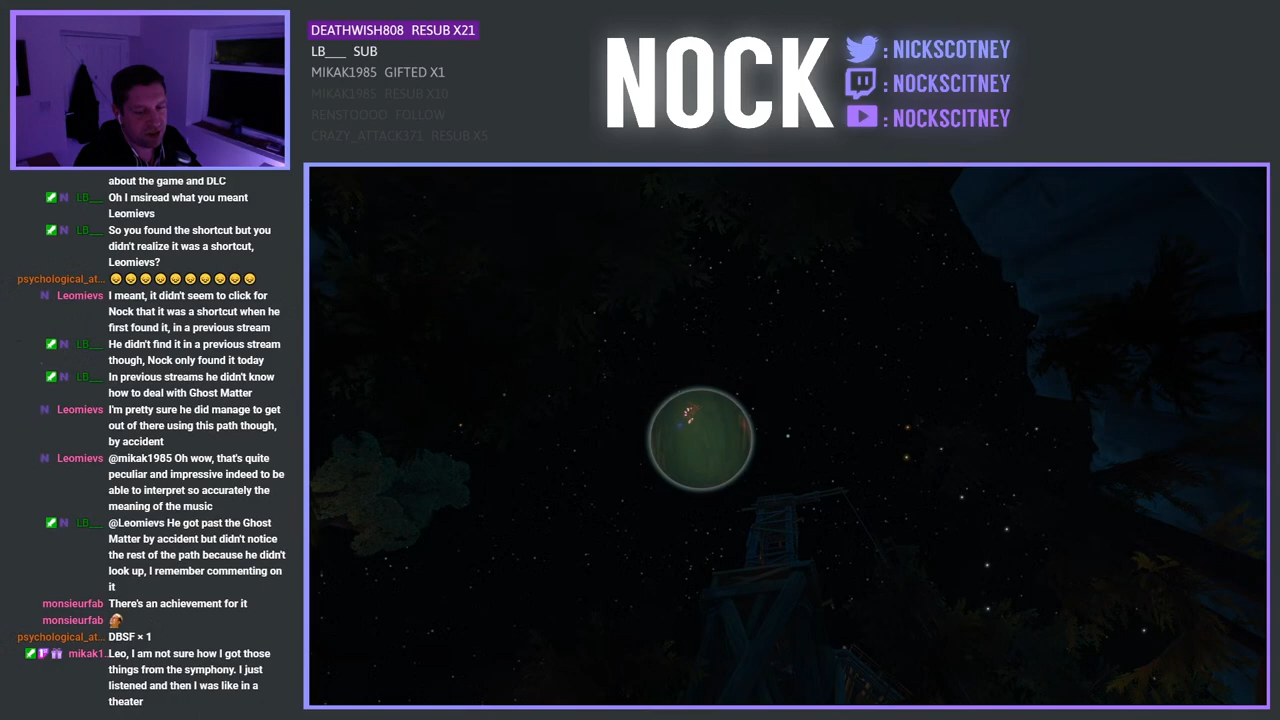 DEATHWISH808 RESUB X21
LB___ SUB
MIKAK1985 GIFTED X1
MIKAK1985 RESUB X10
RENSTOOOO FOLLOW
CRAZY_ATTACK371 RESUB X5
NOCK
: NICKSCOTNEY
: NOCKSCITNEY
: NOCKSCITNEY
about the game and DLC
LB___ Oh I msiread what you meant
Leomievs
LB___ So you found the shortcut but you
didn't realize it was a shortcut,
Leomievs?
psychological_at...
Leomievs I meant, it didn't seem to click for
Nock that it was a shortcut when he
first found it, in a previous stream
LB___ He didn't find it in a previous stream
though, Nock only found it today
LB___ In previous streams he didn't know
how to deal with Ghost Matter
Leomievs I'm pretty sure he did manage to get
out of there using this path though,
by accident
Leomievs @mikak1985 Oh wow, that's quite
peculiar and impressive indeed to be
able to interpret so accurately the
meaning of the music
LB___ @Leomievs He got past the Ghost
Matter by accident but didn't notice
the rest of the path because he didn't
look up, I remember commenting on
it
monsieurfab There's an achievement for it
monsieurfab
psychological_at... DBSF × 1
mikak1... Leo, I am not sure how I got those
things from the symphony. I just
listened and then I was like in a
theater